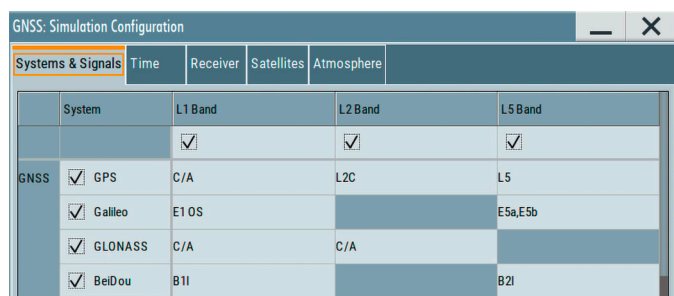 GNSS: Simulation Configuration
Systems & Signals Time Receiver Satellites Atmosphere
System L1 Band L2 Band L5 Band
GNSS GPS C/A L2C L5
Galileo E1 OS E5a,E5b
GLONASS C/A C/A
BeiDou B1I B2I